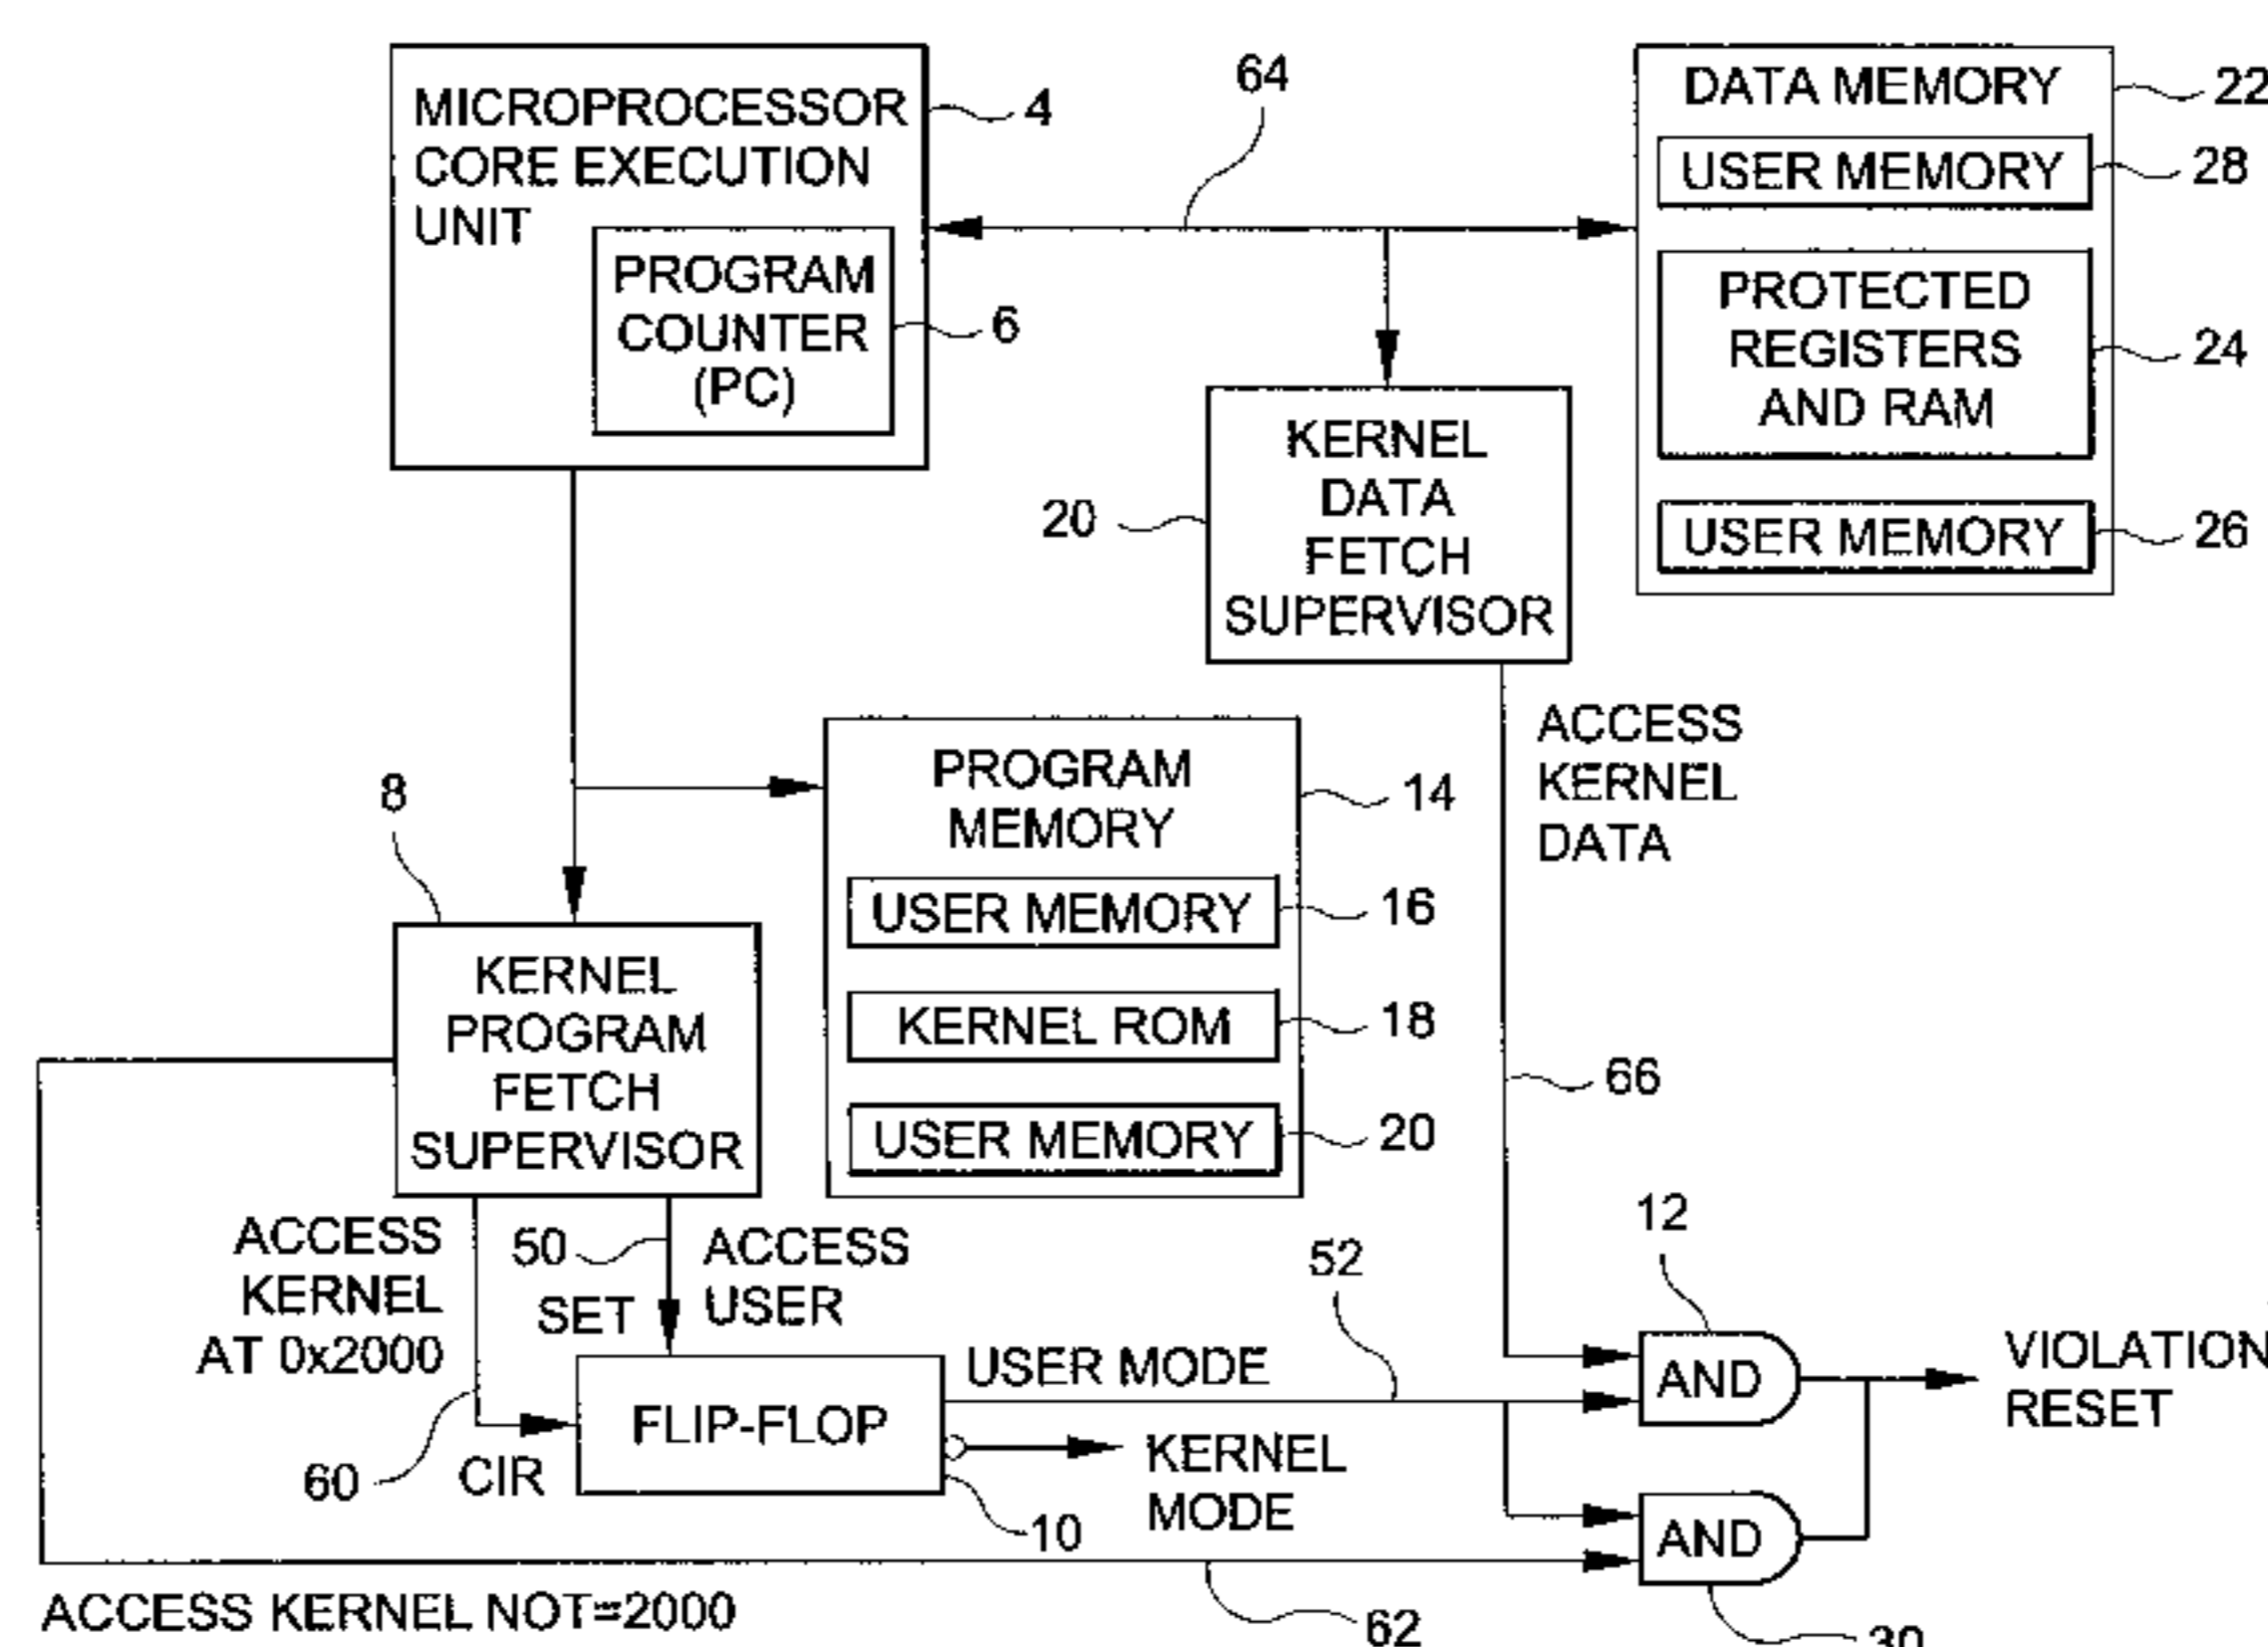 MICROPROCESSOR
CORE EXECUTION
UNIT
4
PROGRAM
COUNTER
(PC)
6
64
DATA MEMORY
22
USER MEMORY
28
PROTECTED
REGISTERS
AND RAM
24
USER MEMORY
26
KERNEL
DATA
FETCH
SUPERVISOR
20
ACCESS
KERNEL
DATA
PROGRAM
MEMORY
14
USER MEMORY
16
KERNEL ROM
18
USER MEMORY
20
8
KERNEL
PROGRAM
FETCH
SUPERVISOR
66
ACCESS
KERNEL
AT 0x2000
50
SET
ACCESS
USER
60
CIR
FLIP-FLOP
10
USER MODE
52
KERNEL
MODE
12
AND
VIOLATION
RESET
AND
30
ACCESS KERNEL NOT=2000
62